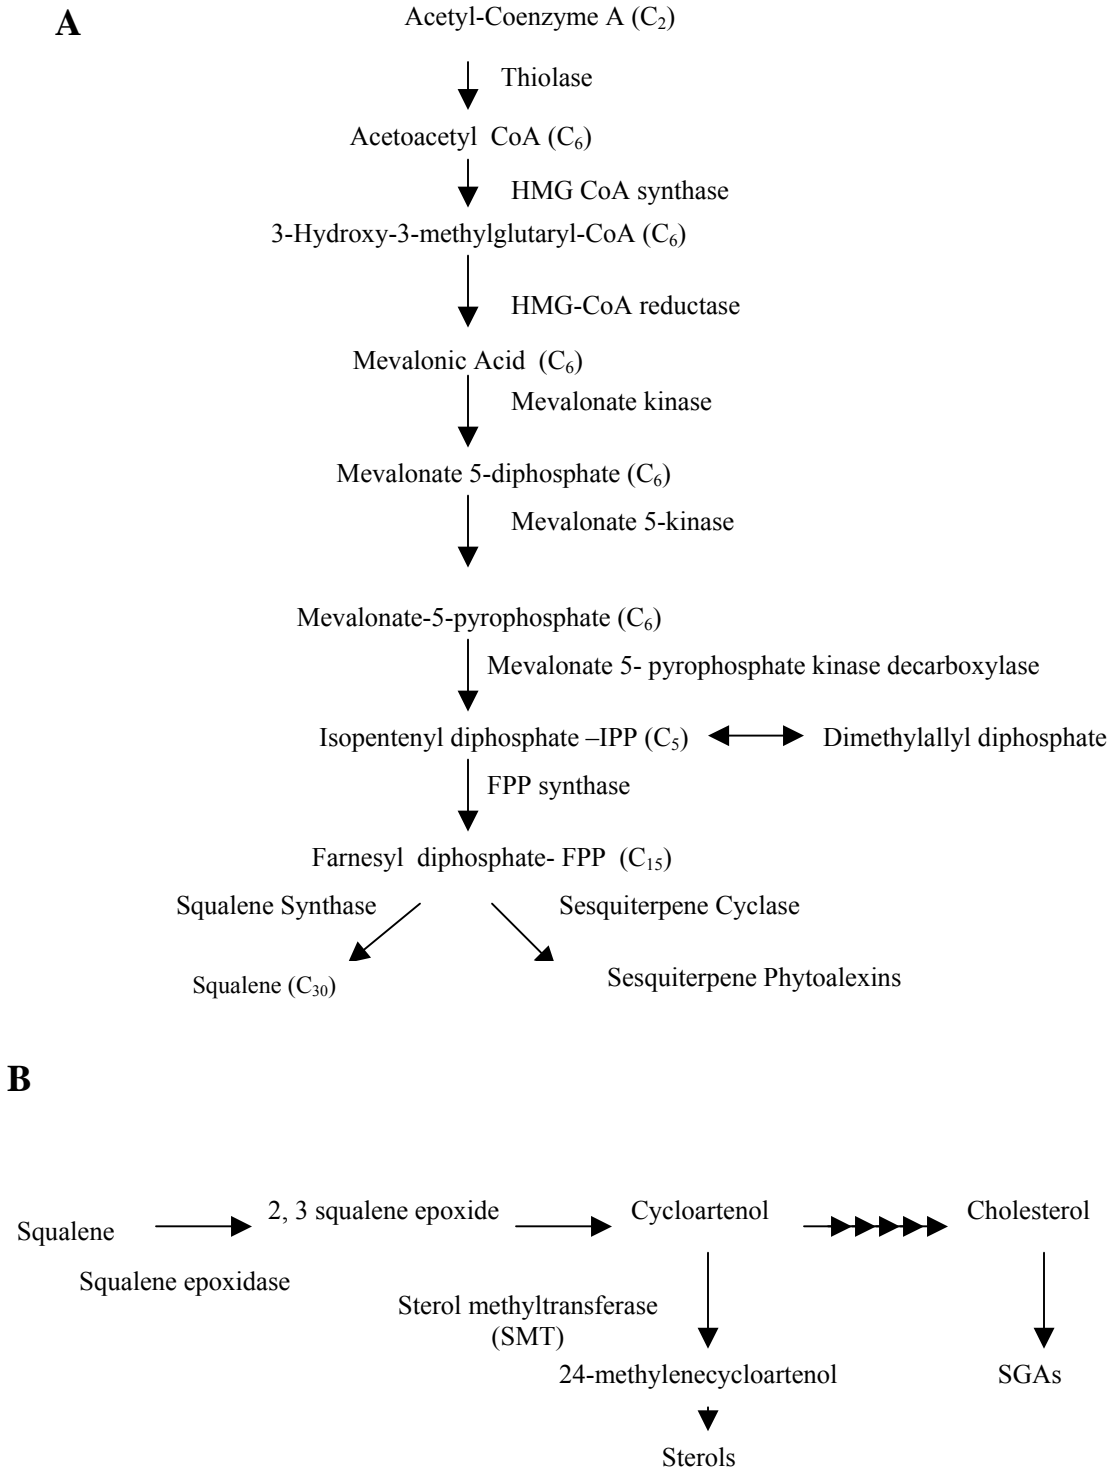 A
Acetyl-Coenzyme A (C₂)
Thiolase
Acetoacetyl CoA (C₆)
HMG CoA synthase
3-Hydroxy-3-methylglutaryl-CoA (C₆)
HMG-CoA reductase
Mevalonic Acid (C₆)
Mevalonate kinase
Mevalonate 5-diphosphate (C₆)
Mevalonate 5-kinase
Mevalonate-5-pyrophosphate (C₆)
Mevalonate 5- pyrophosphate kinase decarboxylase
Isopentenyl diphosphate –IPP (C₅) Dimethylallyl diphosphate
FPP synthase
Farnesyl diphosphate- FPP (C₁₅)
Squalene Synthase Sesquiterpene Cyclase
Squalene (C₃₀) Sesquiterpene Phytoalexins
B
Squalene 2, 3 squalene epoxide Cycloartenol Cholesterol
Squalene epoxidase
Sterol methyltransferase
(SMT)
24-methylenecycloartenol SGAs
Sterols